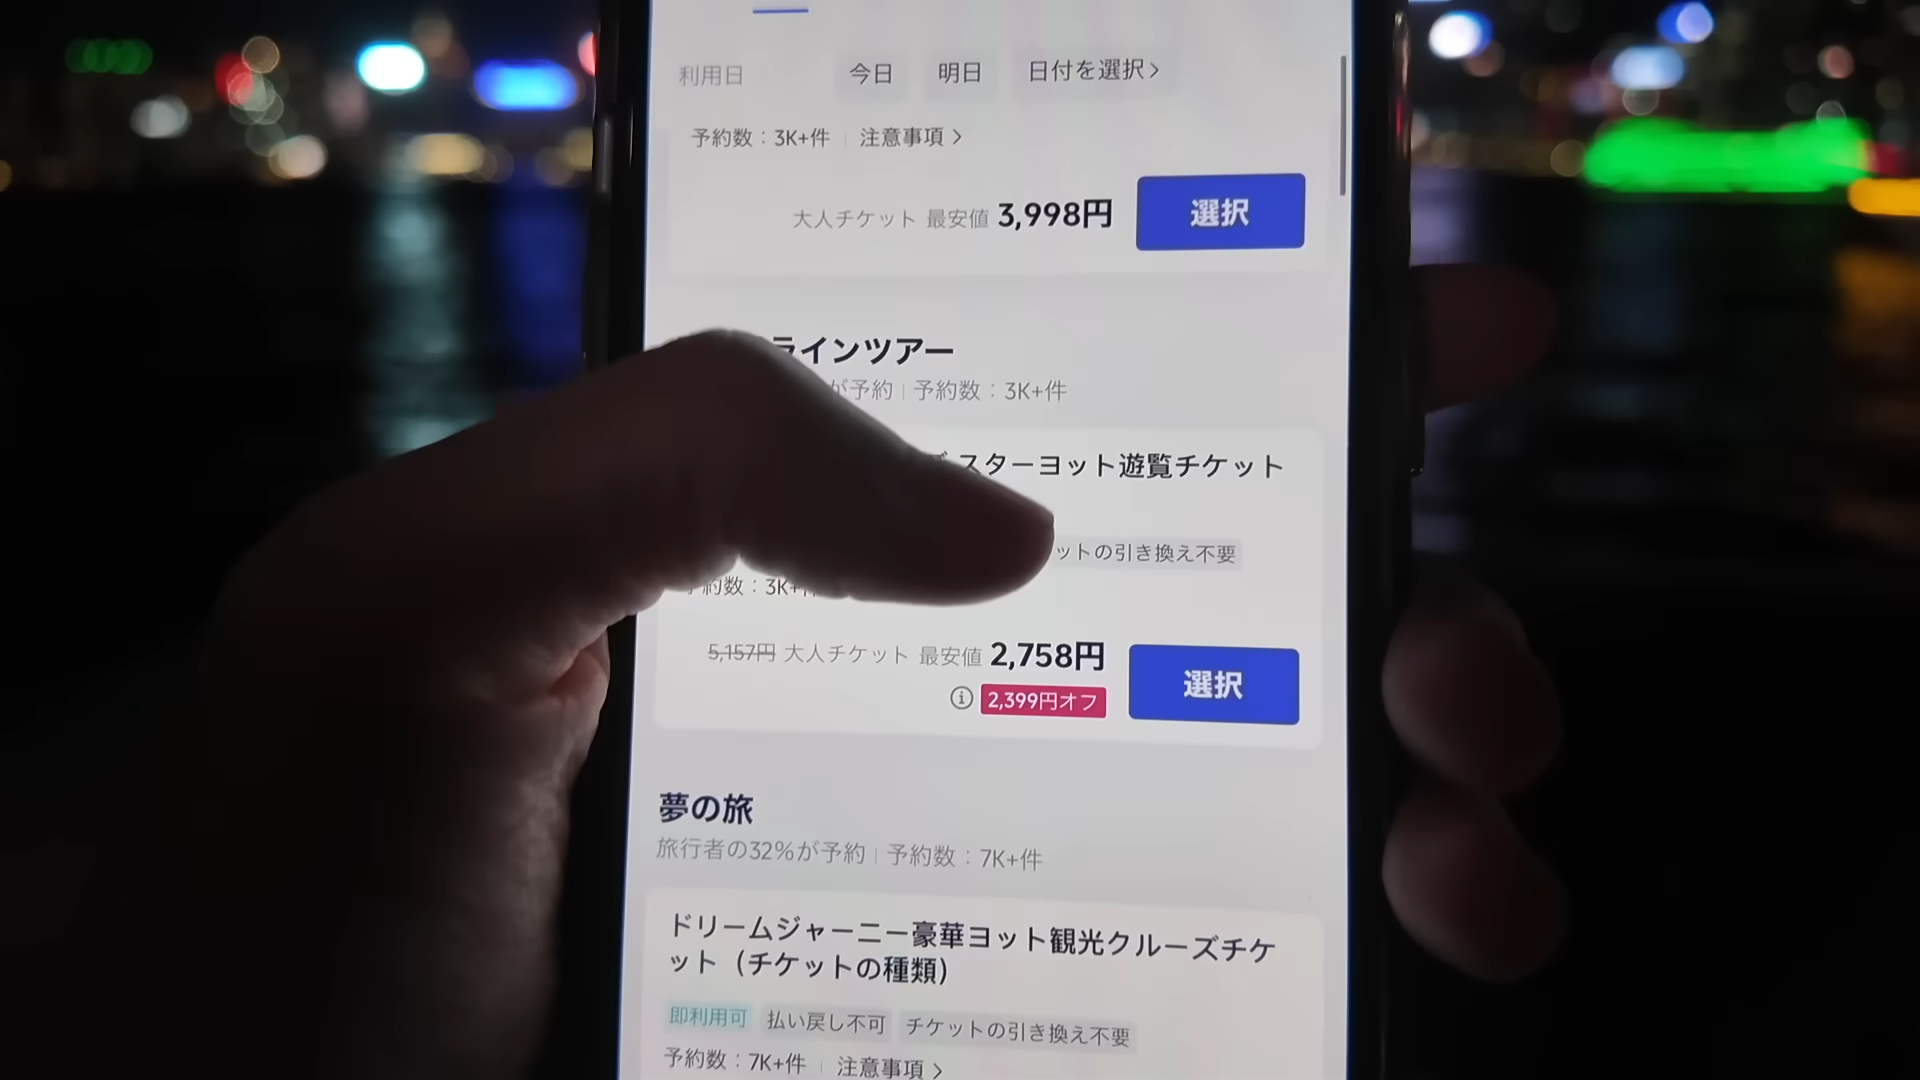 利用日 今日 明日 日付を選択 >
予約数：3K+件 | 注意事項 >
大人チケット 最安値 3,998円 選択
ラインツアー
が予約 | 予約数：3K+件
スターヨット遊覧チケット
ットの引き換え不要
約数：3K+件
5,157円 大人チケット 最安値 2,758円 選択
2,399円オフ
夢の旅
旅行者の32%が予約 | 予約数：7K+件
ドリームジャーニー豪華ヨット観光クルーズチケ
ット（チケットの種類）
即利用可 払い戻し不可 チケットの引き換え不要
予約数：7K+件 | 注意事項 >